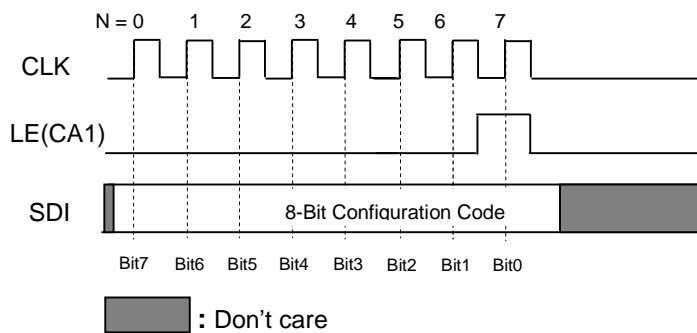 N = 0 1 2 3 4 5 6 7
CLK
LE(CA1)
SDI 8-Bit Configuration Code
Bit7 Bit6 Bit5 Bit4 Bit3 Bit2 Bit1 Bit0
: Don't care